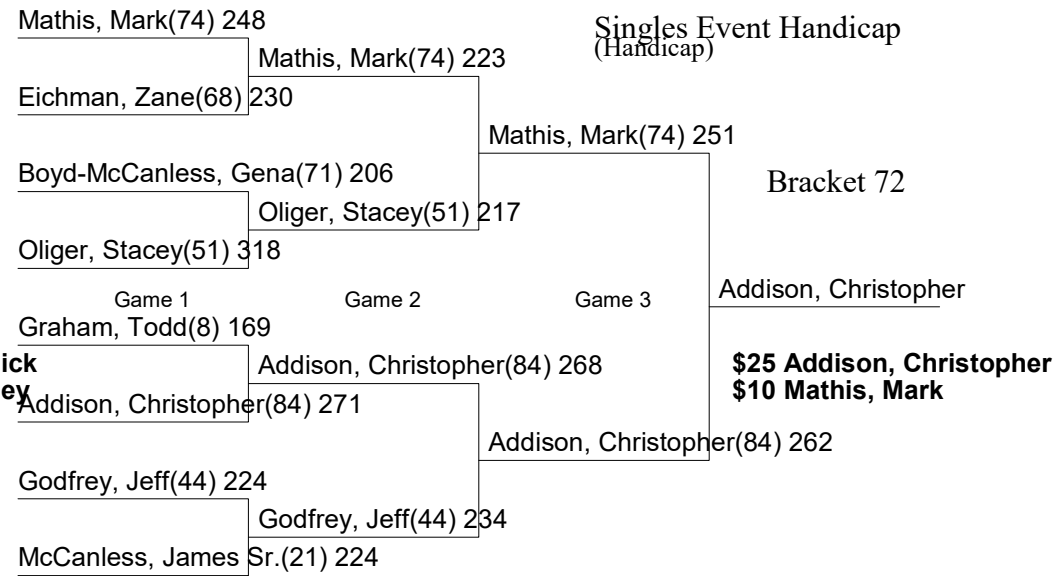 Mathis, Mark(74) 248
Singles Event Handicap
(Handicap)
Mathis, Mark(74) 223
Eichman, Zane(68) 230
Mathis, Mark(74) 251
Boyd-McCanless, Gena(71) 206
Bracket 72
Oliger, Stacey(51) 217
Oliger, Stacey(51) 318
Game 1
Game 2
Game 3
Addison, Christopher
Graham, Todd(8) 169
ick
Addison, Christopher(84) 268
$25 Addison, Christopher
ey
$10 Mathis, Mark
Addison, Christopher(84) 271
Addison, Christopher(84) 262
Godfrey, Jeff(44) 224
Godfrey, Jeff(44) 234
McCanless, James Sr.(21) 224